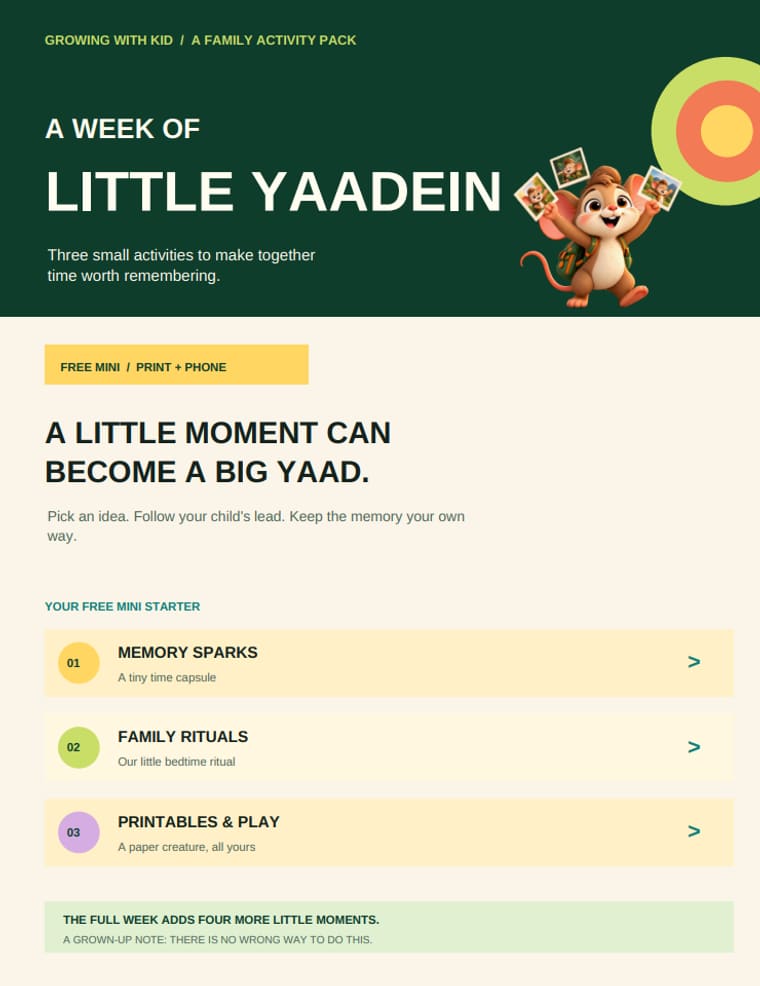 GROWING WITH KID / A FAMILY ACTIVITY PACK
A WEEK OF
LITTLE YAADEIN
Three small activities to make together
time worth remembering.
FREE MINI / PRINT + PHONE
A LITTLE MOMENT CAN
BECOME A BIG YAAD.
Pick an idea. Follow your child's lead. Keep the memory your own
way.
YOUR FREE MINI STARTER
01
MEMORY SPARKS
A tiny time capsule
>
02
FAMILY RITUALS
Our little bedtime ritual
>
03
PRINTABLES & PLAY
A paper creature, all yours
>
THE FULL WEEK ADDS FOUR MORE LITTLE MOMENTS.
A GROWN-UP NOTE: THERE IS NO WRONG WAY TO DO THIS.